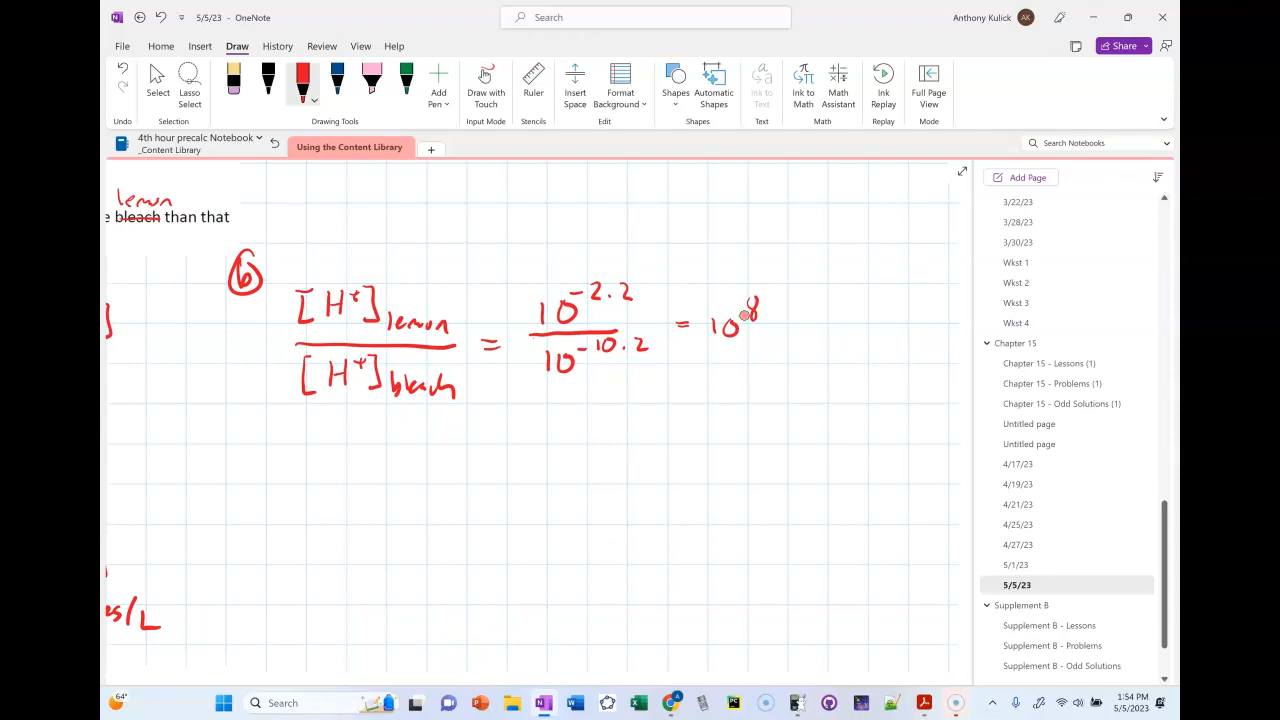 5/5/23 - OneNote
Search
Anthony Kulick
AK
File Home Insert Draw History Review View Help
Share
Undo
Select
Lasso Select
Add Pen
Draw with Touch
Ruler
Insert Space
Format Background
Shapes
Automatic Shapes
Ink to Text
Ink to Math
Math Assistant
Ink Replay
Full Page View
Selection
Drawing Tools
Input Mode
Stencils
Edit
Shapes
Text
Math
Replay
Mode
4th hour precalc Notebook
_Content Library
Using the Content Library
Search Notebooks
Add Page
lemon
e bleach than that
b
[H+]lemon / [H+]bleach = 10^-2.2 / 10^-10.2 = 10^8
es/L
3/22/23
3/28/23
3/30/23
Wkst 1
Wkst 2
Wkst 3
Wkst 4
Chapter 15
Chapter 15 - Lessons (1)
Chapter 15 - Problems (1)
Chapter 15 - Odd Solutions (1)
Untitled page
Untitled page
4/17/23
4/19/23
4/21/23
4/25/23
4/27/23
5/1/23
5/5/23
Supplement B
Supplement B - Lessons
Supplement B - Problems
Supplement B - Odd Solutions
64°
Search
1:54 PM
5/5/2023